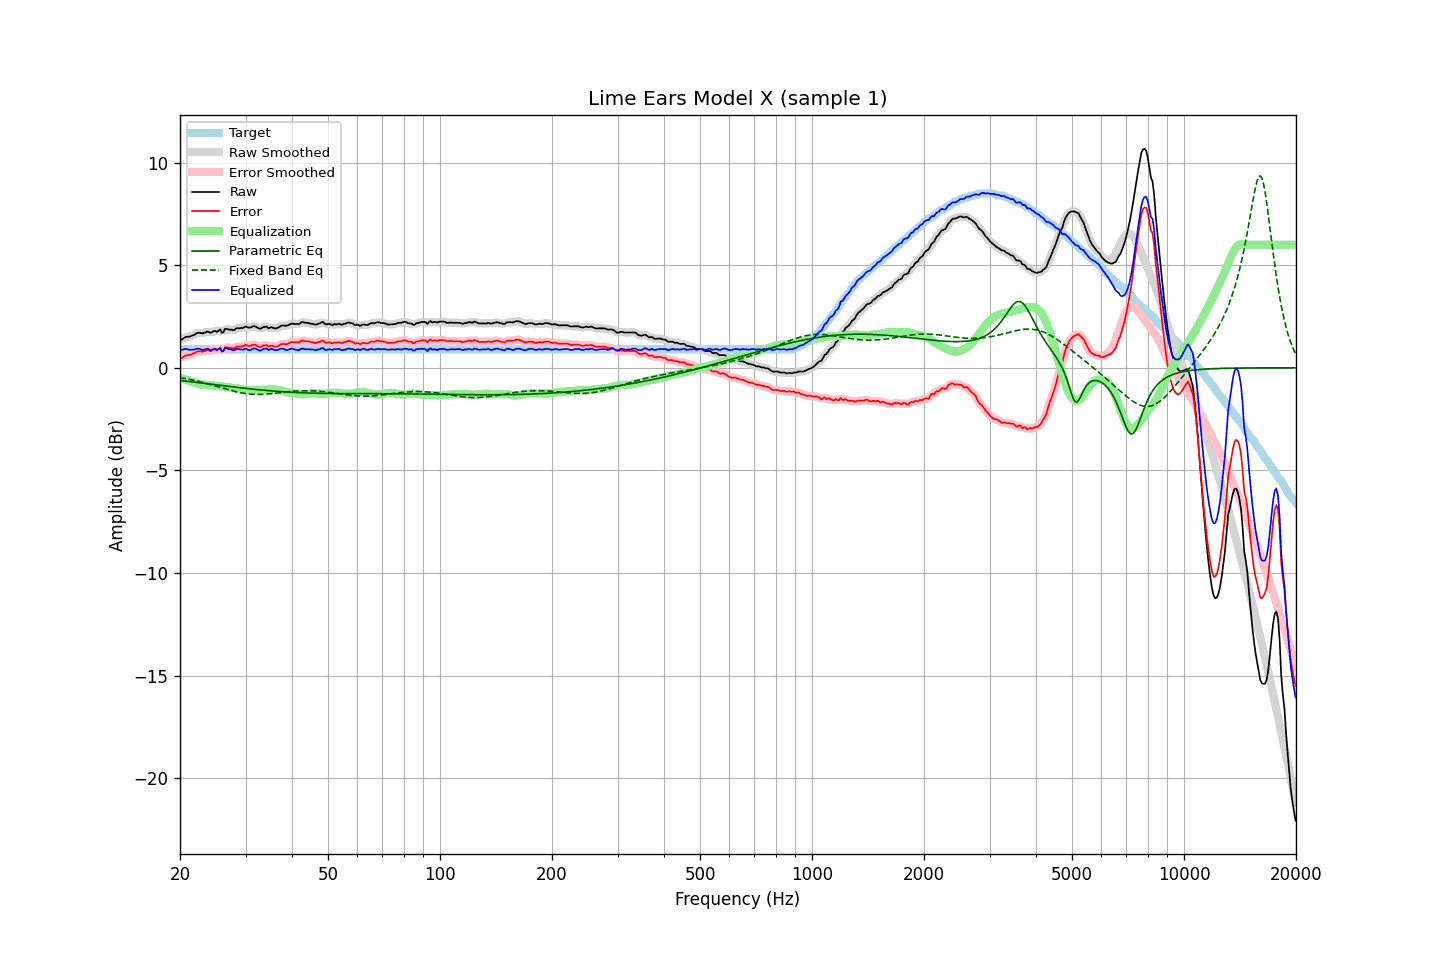 Lime Ears Model X (sample 1)
Target
Raw Smoothed
Error Smoothed
Raw
Error
Equalization
Parametric Eq
Fixed Band Eq
Equalized
10
5
0
−5
−10
−15
−20
Amplitude (dBr)
20
50
100
200
500
1000
2000
5000
10000
20000
Frequency (Hz)